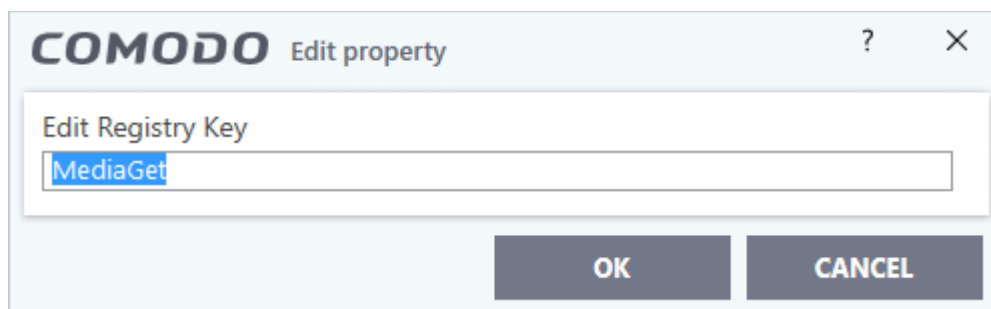 COMODO Edit property ? ×
Edit Registry Key
MediaGet
OK CANCEL